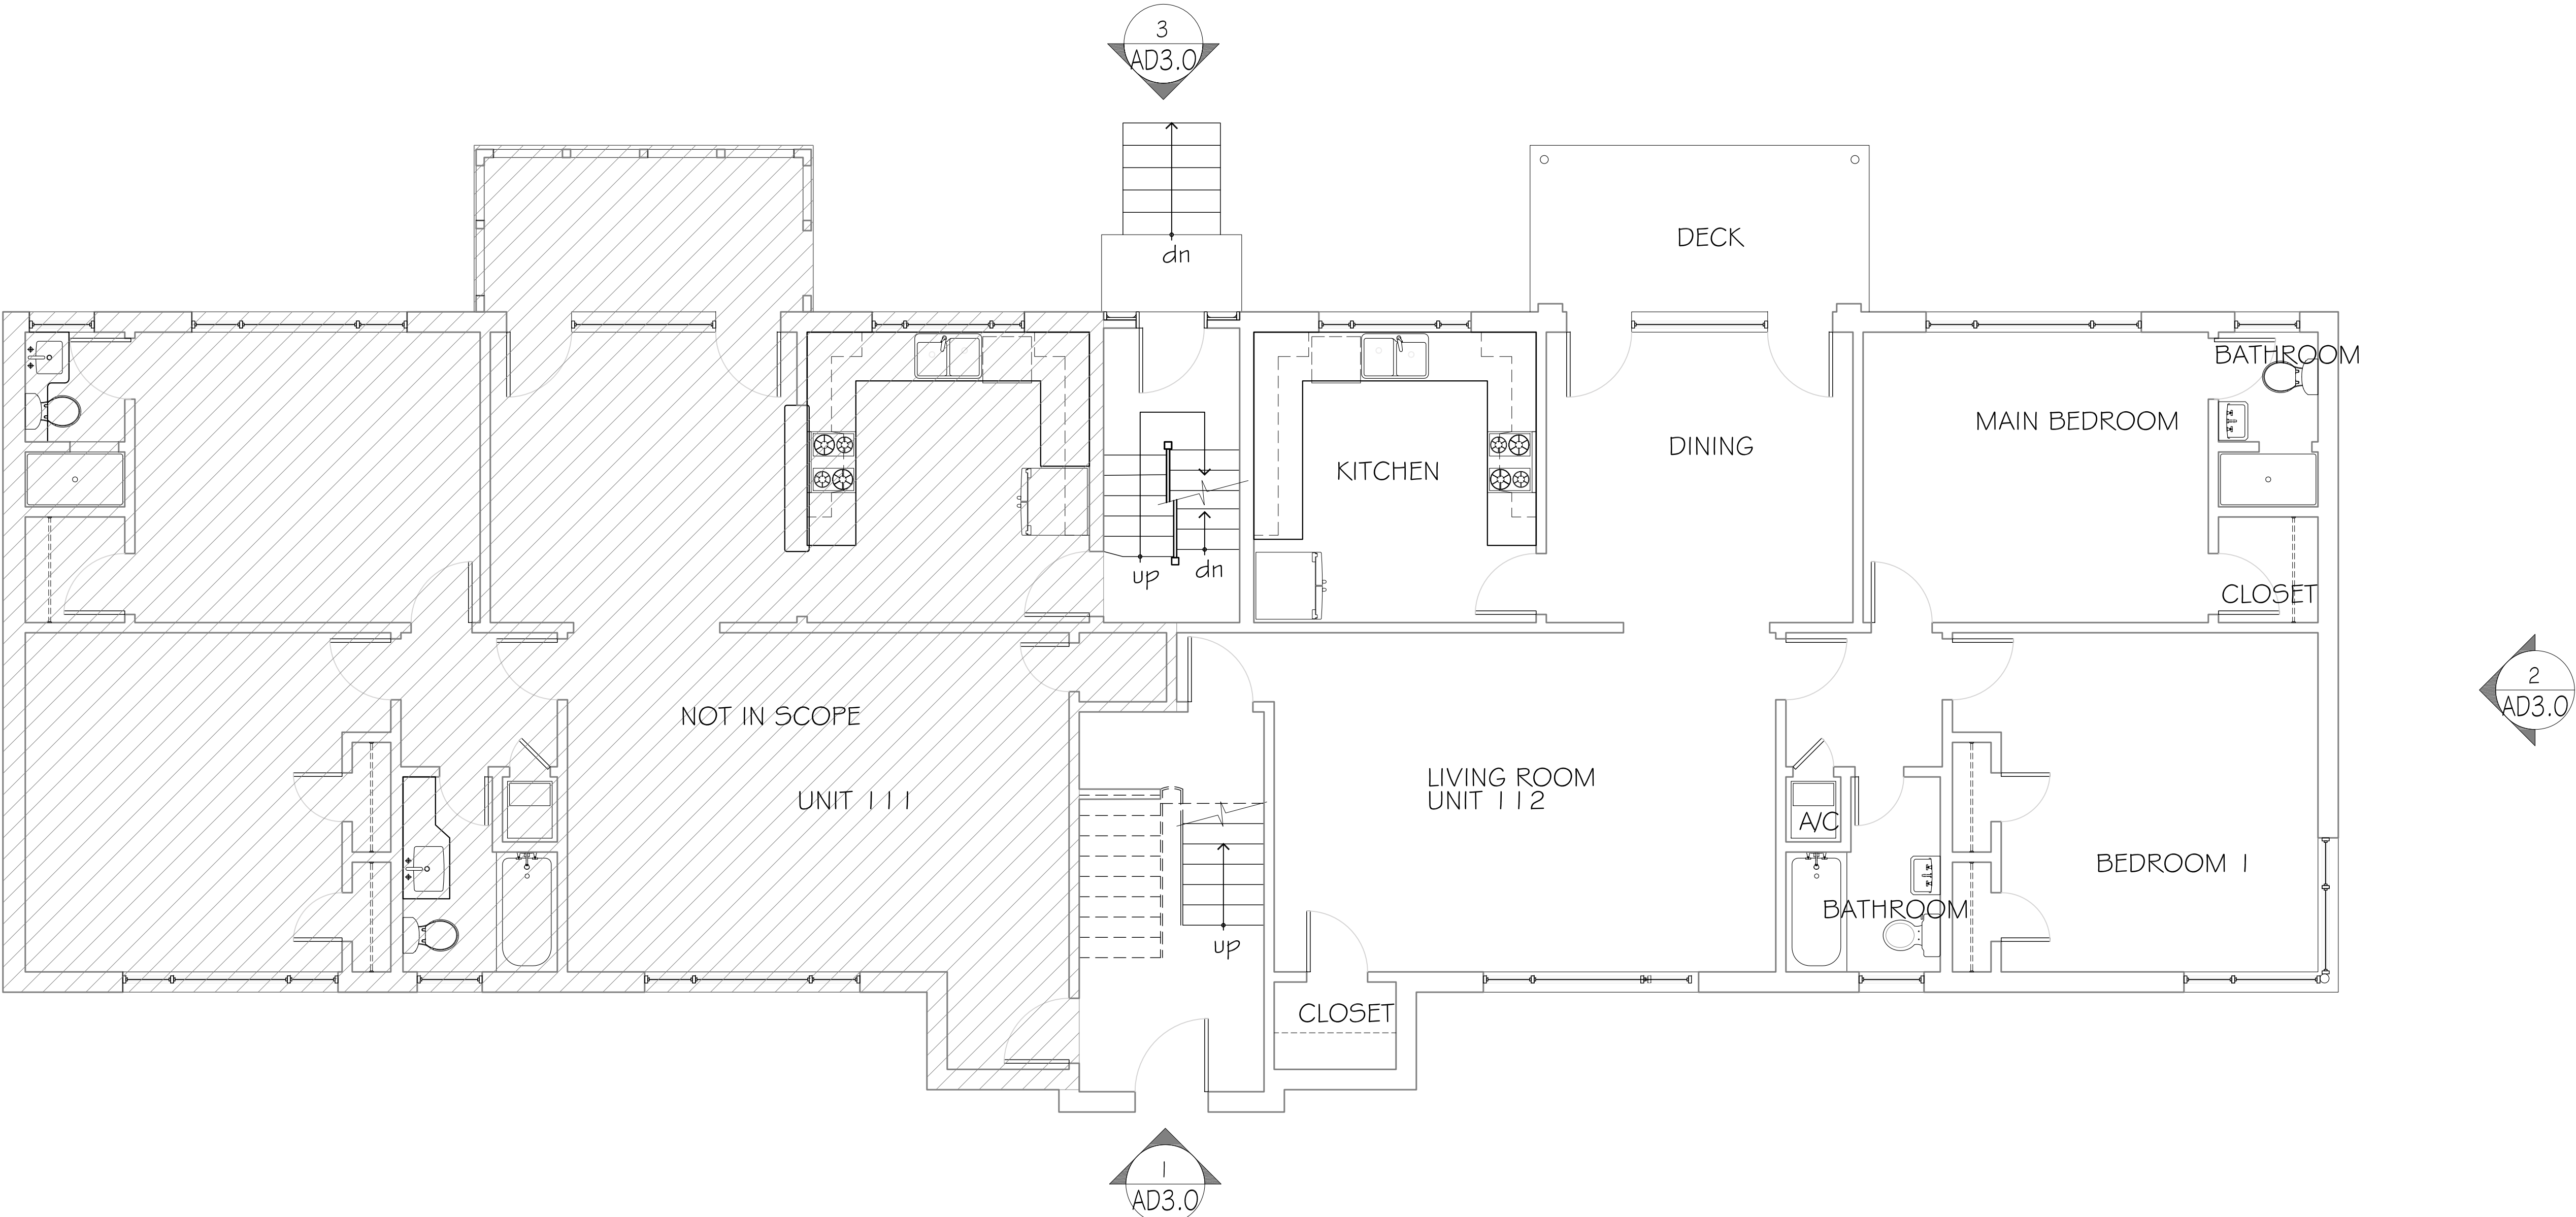 3
AD3.0
dn
DECK
BATHROOM
MAIN BEDROOM
DINING
KITCHEN
up
dn
CLOSET
2
AD3.0
NOT IN SCOPE
UNIT 111
LIVING ROOM
UNIT 112
A/C
BEDROOM 1
BATHROOM
up
CLOSET
1
AD3.0